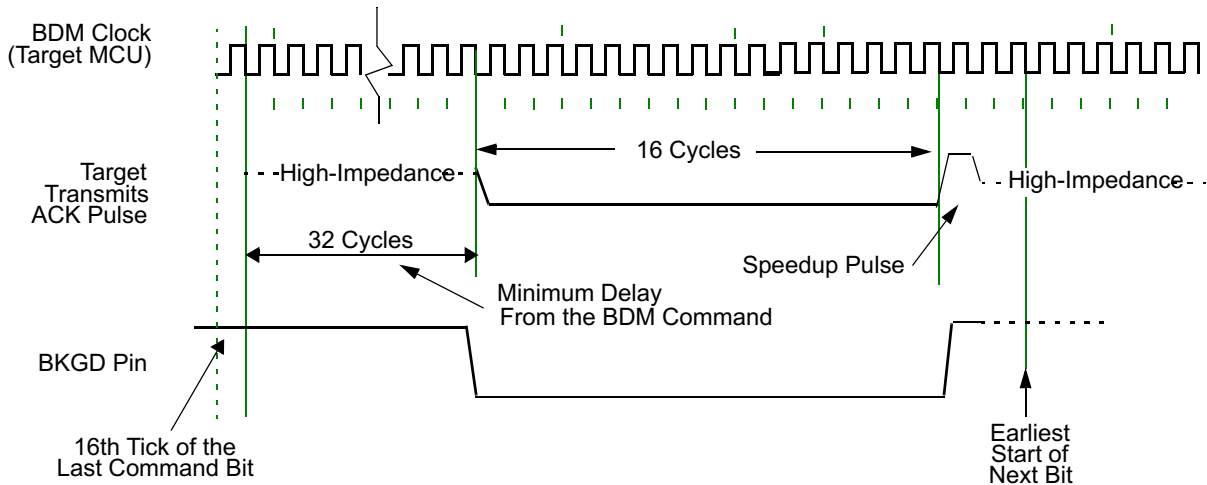 BDM Clock
(Target MCU)
16 Cycles
Target
Transmits
ACK Pulse
High-Impedance
High-Impedance
32 Cycles
Speedup Pulse
Minimum Delay
From the BDM Command
BKGD Pin
16th Tick of the
Last Command Bit
Earliest
Start of
Next Bit